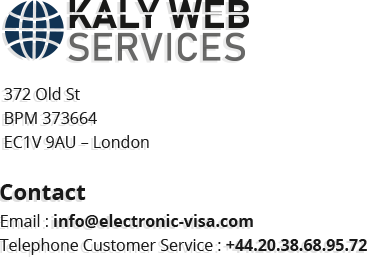 KALY WEB
SERVICES
372 Old St
BPM 373664
EC1V 9AU – London
Contact
Email : info@electronic-visa.com
Telephone Customer Service : +44.20.38.68.95.72